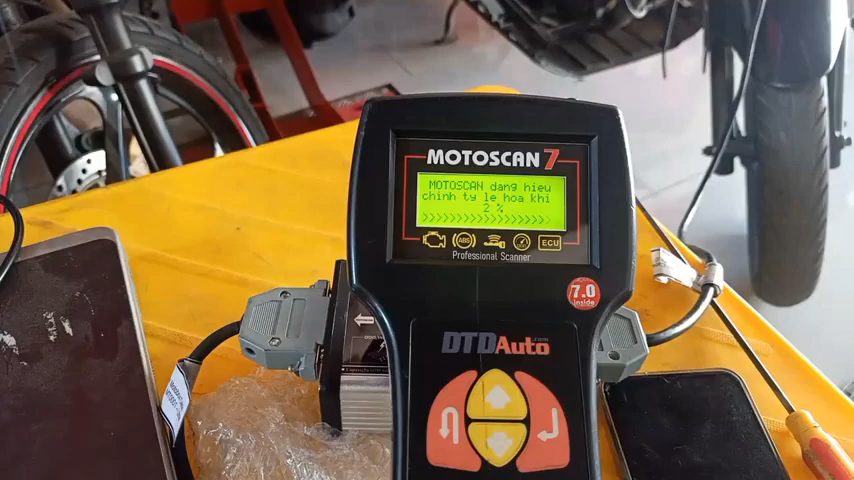 MOTOSCAN 7
MOTOSCAN dang hieu
chinh ty le hoa khi
2 %
>>>>>>>>>>>>>>>>>>>
ABS
ECU
Professional Scanner
7.0
inside
DTDAuto
.com